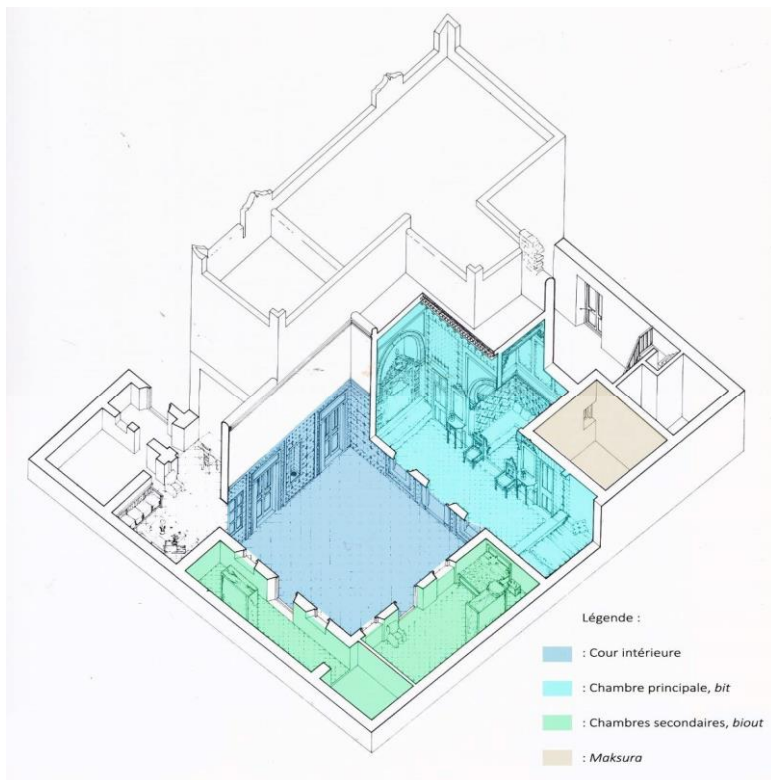 Légende :
: Cour intérieure
: Chambre principale, bit
: Chambres secondaires, biout
: Maksura